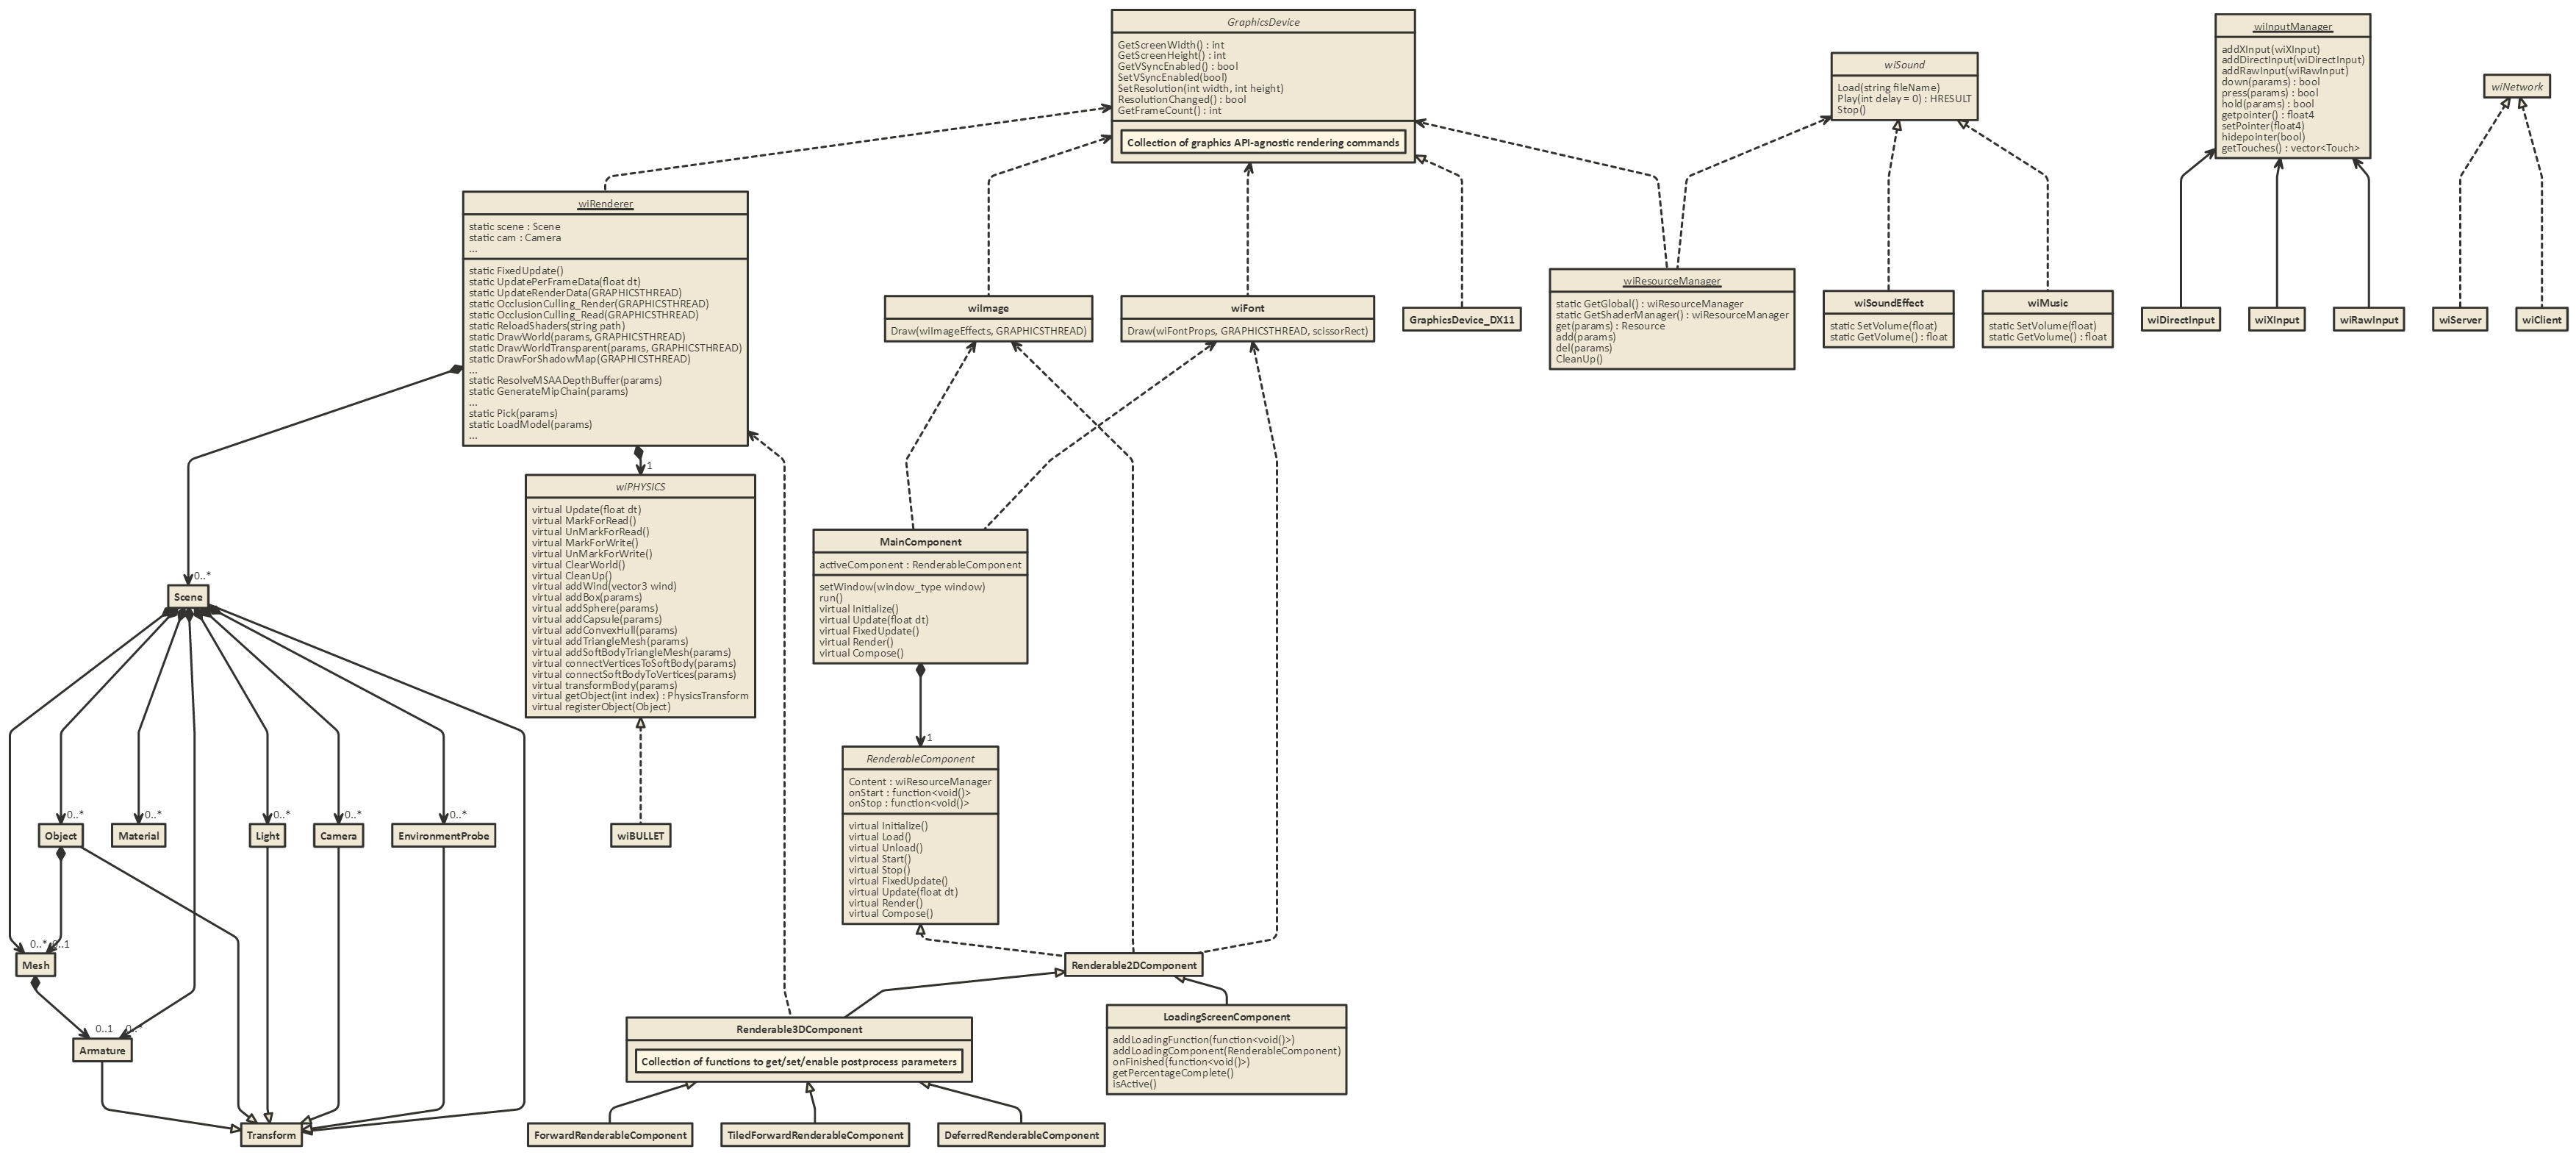 GraphicsDevice
GetScreenWidth() : int
GetScreenHeight() : int
GetVSyncEnabled() : bool
SetVSyncEnabled(bool)
SetResolution(int width, int height)
ResolutionChanged() : bool
GetFrameCount() : int
Collection of graphics API-agnostic rendering commands
wiSound
Load(string fileName)
Play(int delay = 0) : HRESULT
Stop()
wiInputManager
addXInput(wiXInput)
addDirectInput(wiDirectInput)
addRawInput(wiRawInput)
down(params) : bool
press(params) : bool
hold(params) : bool
getpointer() : float4
setPointer(float4)
hidepointer(bool)
getTouches() : vector<Touch>
wiNetwork
wiRenderer
static scene : Scene
static cam : Camera
...
static FixedUpdate()
static UpdatePerFrameData(float dt)
static UpdateRenderData(GRAPHICSTHREAD)
static OcclusionCulling_Render(GRAPHICSTHREAD)
static OcclusionCulling_Read(GRAPHICSTHREAD)
static ReloadShaders(string path)
static DrawWorld(params, GRAPHICSTHREAD)
static DrawWorldTransparent(params, GRAPHICSTHREAD)
static DrawForShadowMap(GRAPHICSTHREAD)
...
static ResolveMSAADepthBuffer(params)
static GenerateMipChain(params)
...
static Pick(params)
static LoadModel(params)
...
wiImage
Draw(wiImageEffects, GRAPHICSTHREAD)
wiFont
Draw(wiFontProps, GRAPHICSTHREAD, scissorRect)
GraphicsDevice_DX11
wiResourceManager
static GetGlobal() : wiResourceManager
static GetShaderManager() : wiResourceManager
get(params) : Resource
add(params)
del(params)
CleanUp()
wiSoundEffect
static SetVolume(float)
static GetVolume() : float
wiMusic
static SetVolume(float)
static GetVolume() : float
wiDirectInput
wiXInput
wiRawInput
wiServer
wiClient
1
wiPHYSICS
virtual Update(float dt)
virtual MarkForRead()
virtual UnMarkForRead()
virtual MarkForWrite()
virtual UnMarkForWrite()
virtual ClearWorld()
virtual CleanUp()
virtual addWind(vector3 wind)
virtual addBox(params)
virtual addSphere(params)
virtual addCapsule(params)
virtual addConvexHull(params)
virtual addTriangleMesh(params)
virtual addSoftBodyTriangleMesh(params)
virtual connectVerticesToSoftBody(params)
virtual connectSoftBodyToVertices(params)
virtual transformBody(params)
virtual getObject(int index) : PhysicsTransform
virtual registerObject(Object)
MainComponent
activeComponent : RenderableComponent
setWindow(window_type window)
run()
virtual Initialize()
virtual Update(float dt)
virtual FixedUpdate()
virtual Render()
virtual Compose()
0..*
Scene
1
RenderableComponent
Content : wiResourceManager
onStart : function<void()>
onStop : function<void()>
virtual Initialize()
virtual Load()
virtual Unload()
virtual Start()
virtual Stop()
virtual FixedUpdate()
virtual Update(float dt)
virtual Render()
virtual Compose()
0..*
0..*
0..*
0..*
0..*
Object
Material
Light
Camera
EnvironmentProbe
wiBULLET
0..*
0..1
Mesh
Renderable2DComponent
0..1
0..*
Armature
Renderable3DComponent
Collection of functions to get/set/enable postprocess parameters
LoadingScreenComponent
addLoadingFunction(function<void()>)
addLoadingComponent(RenderableComponent)
onFinished(function<void()>)
getPercentageComplete()
isActive()
Transform
ForwardRenderableComponent
TiledForwardRenderableComponent
DeferredRenderableComponent